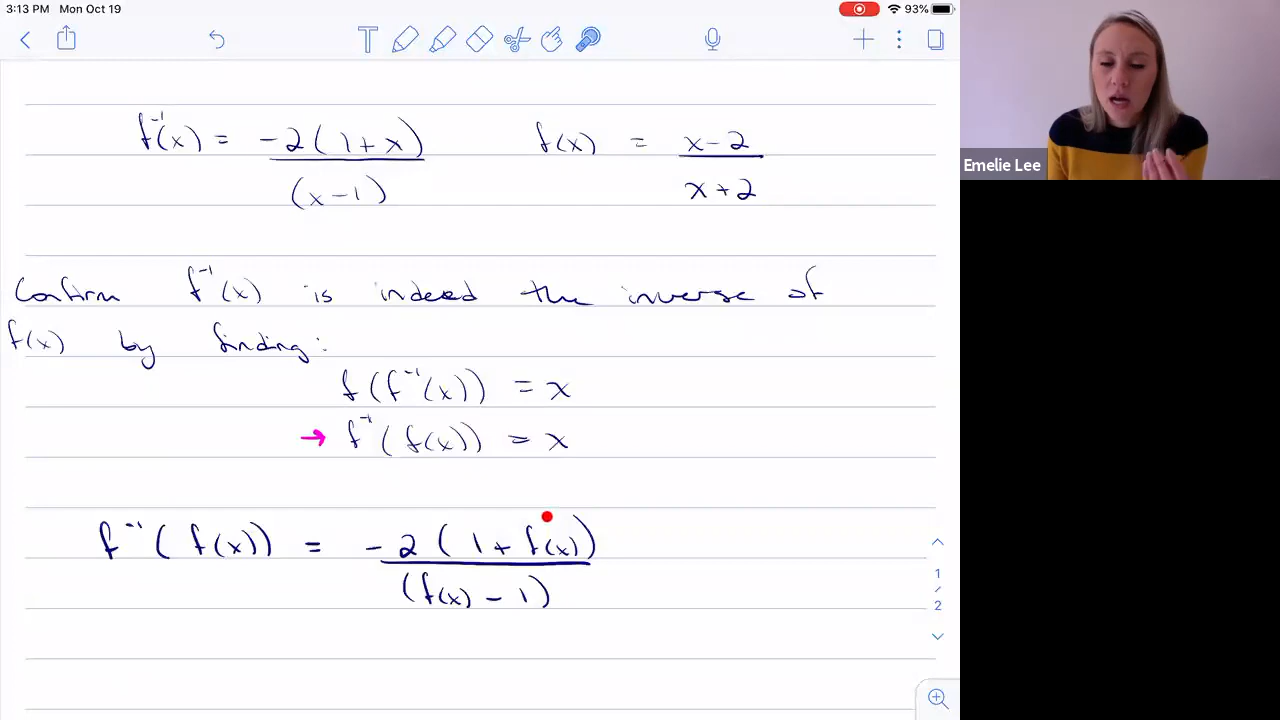 3:13 PM Mon Oct 19
93%
f⁻¹(x) = -2(1+x) / (x-1)    f(x) = x-2 / x+2
Emelie Lee
Confirm f⁻¹(x) is indeed the inverse of
f(x) by finding:
f(f⁻¹(x)) = x
→ f⁻¹(f(x)) = x
f⁻¹(f(x)) = -2(1+f(x)) / (f(x)-1)
1
/
2